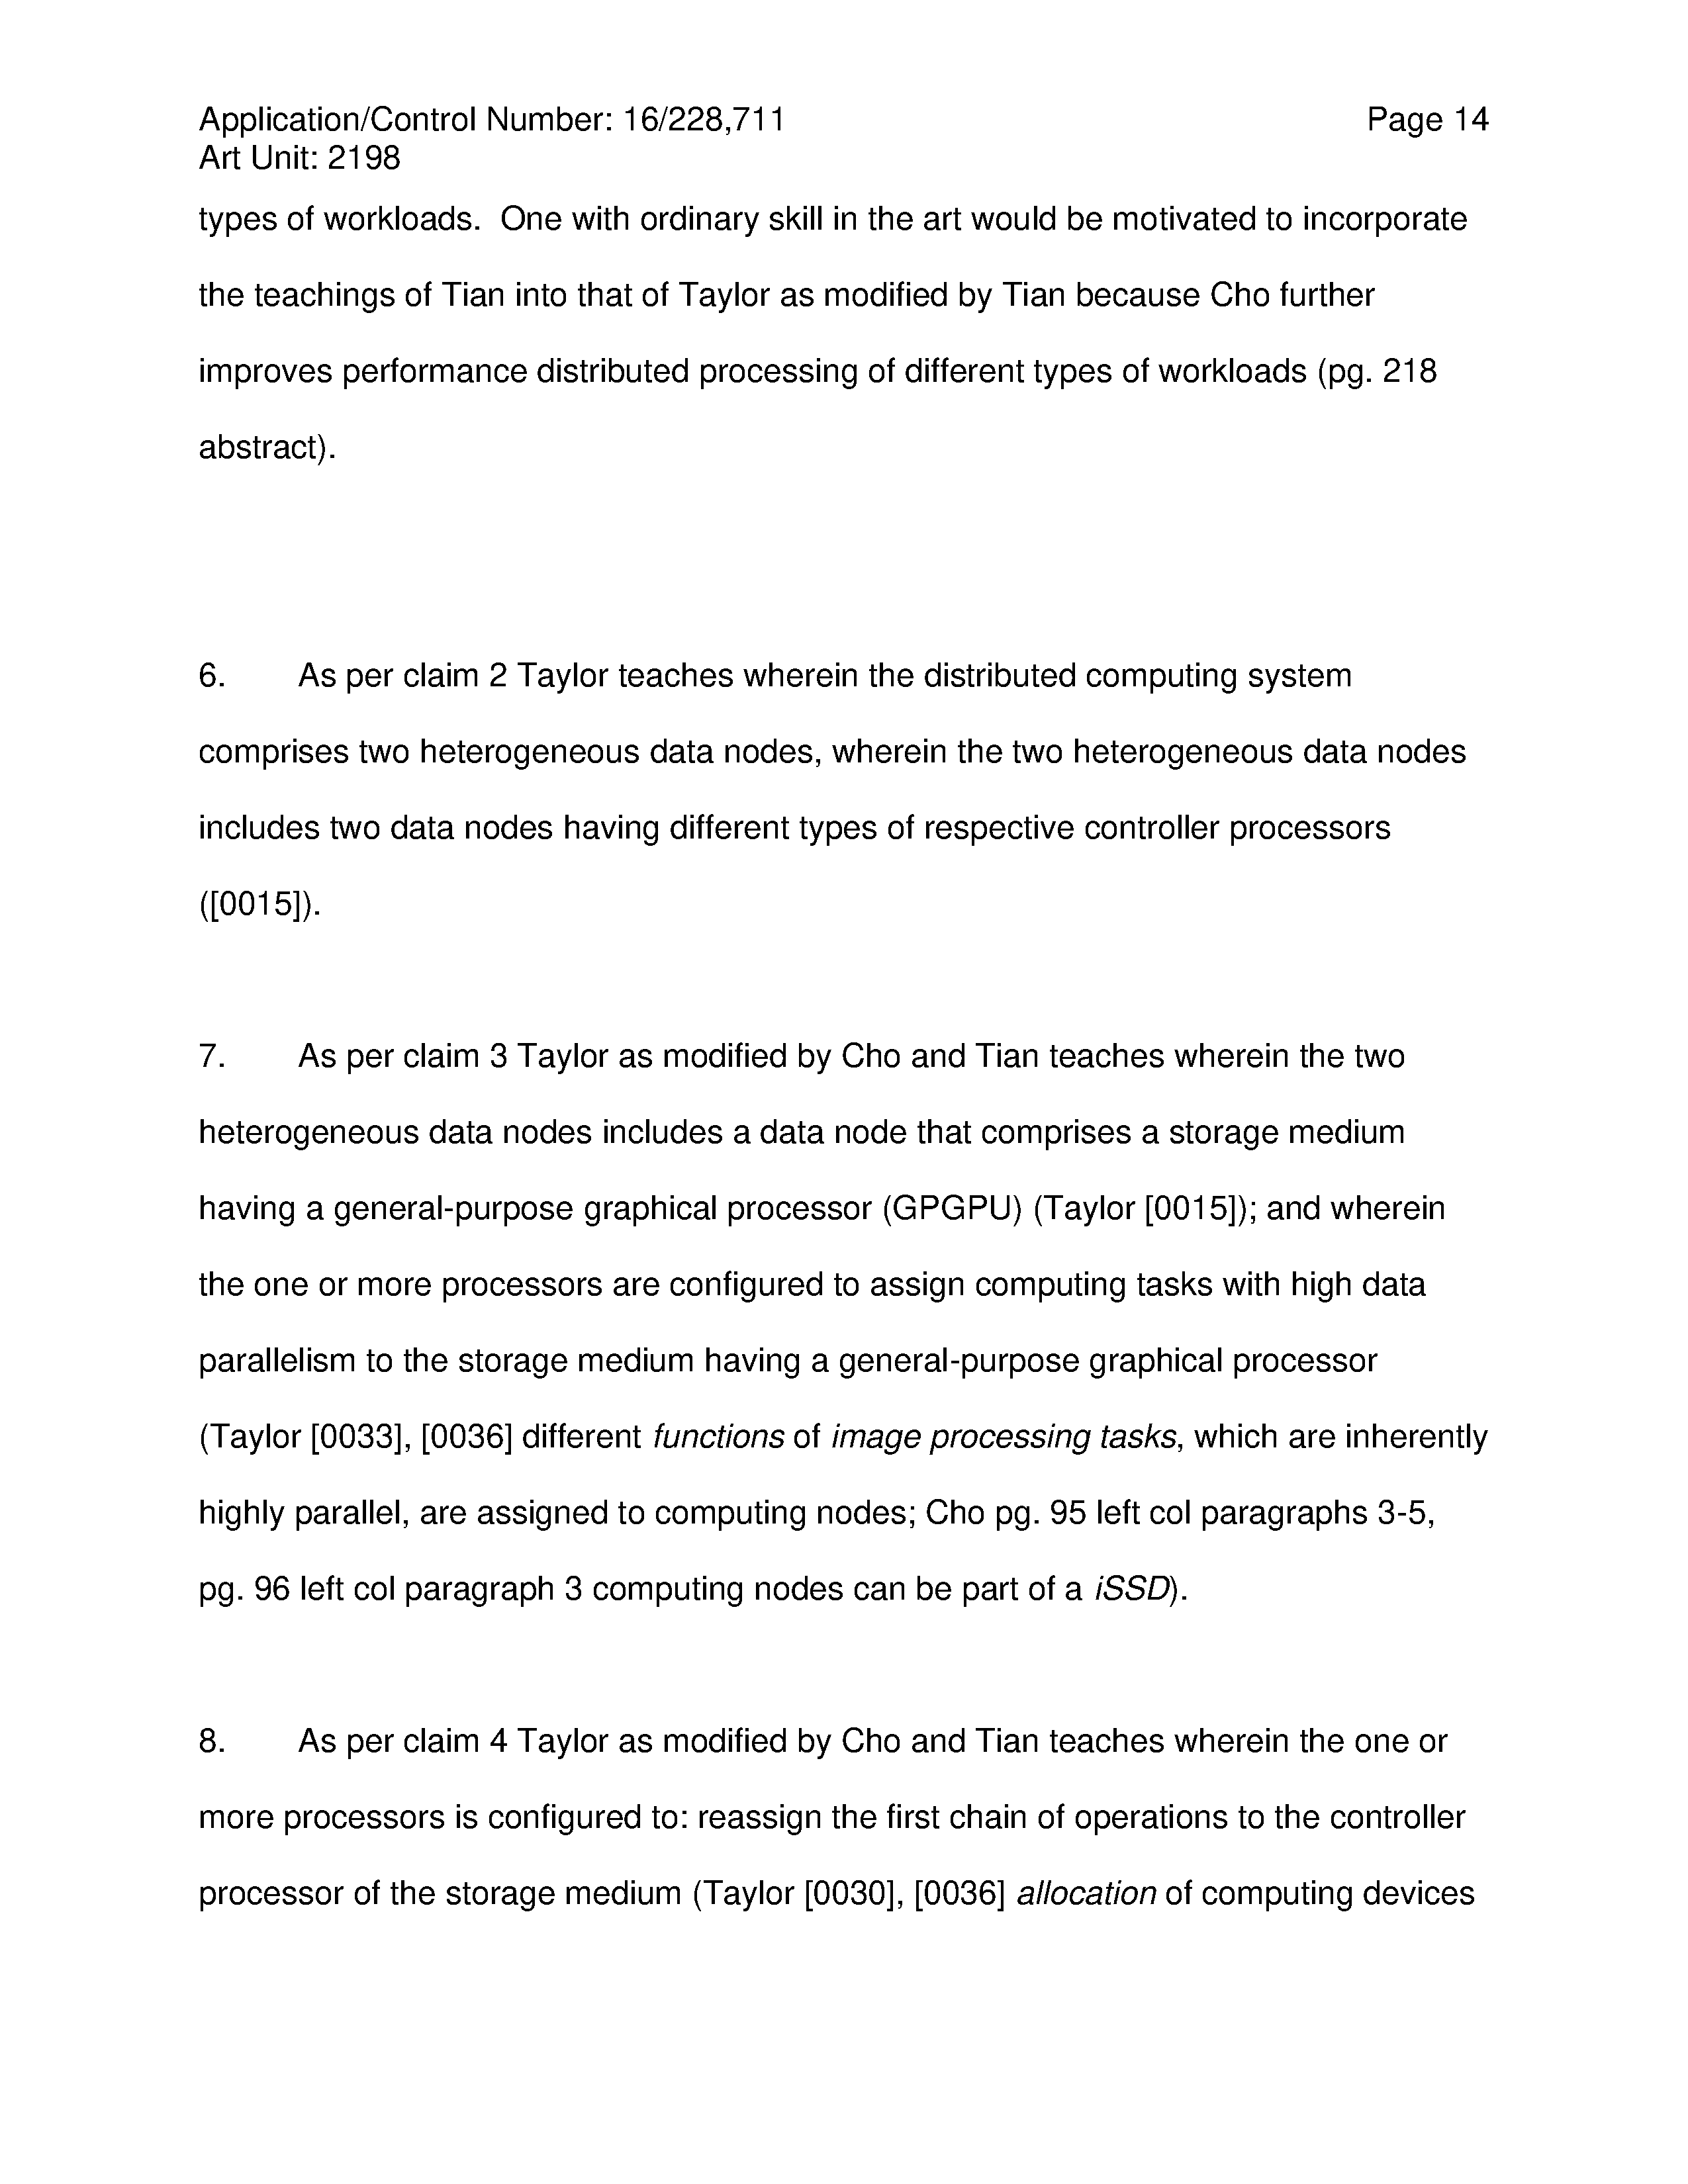 Application/Control Number: 16/228,711 Page 14
Art Unit: 2198
types of workloads.  One with ordinary skill in the art would be motivated to incorporate
the teachings of Tian into that of Taylor as modified by Tian because Cho further
improves performance distributed processing of different types of workloads (pg. 218
abstract).
6. As per claim 2 Taylor teaches wherein the distributed computing system
comprises two heterogeneous data nodes, wherein the two heterogeneous data nodes
includes two data nodes having different types of respective controller processors
([0015]).
7. As per claim 3 Taylor as modified by Cho and Tian teaches wherein the two
heterogeneous data nodes includes a data node that comprises a storage medium
having a general-purpose graphical processor (GPGPU) (Taylor [0015]); and wherein
the one or more processors are configured to assign computing tasks with high data
parallelism to the storage medium having a general-purpose graphical processor
(Taylor [0033], [0036] different functions of image processing tasks, which are inherently
highly parallel, are assigned to computing nodes; Cho pg. 95 left col paragraphs 3-5,
pg. 96 left col paragraph 3 computing nodes can be part of a iSSD).
8. As per claim 4 Taylor as modified by Cho and Tian teaches wherein the one or
more processors is configured to: reassign the first chain of operations to the controller
processor of the storage medium (Taylor [0030], [0036] allocation of computing devices